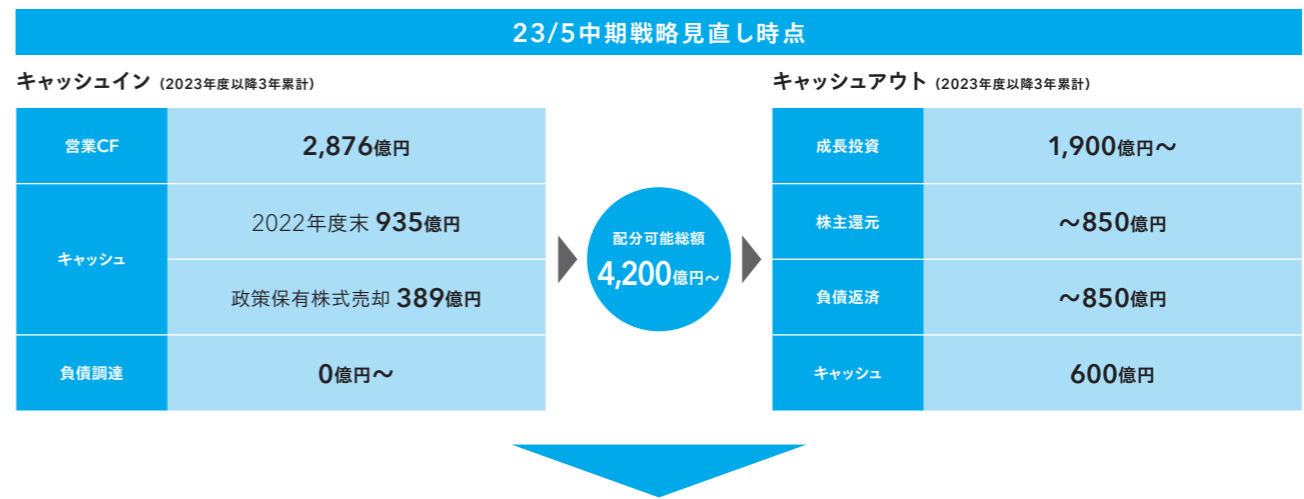 23/5中期戦略見直し時点
キャッシュイン（2023年度以降3年累計）
営業CF
2,876億円
キャッシュ
2022年度末 935億円
政策保有株式売却 389億円
負債調達
0億円〜
配分可能総額
4,200億円〜
キャッシュアウト（2023年度以降3年累計）
成長投資
1,900億円〜
株主還元
〜850億円
負債返済
〜850億円
キャッシュ
600億円